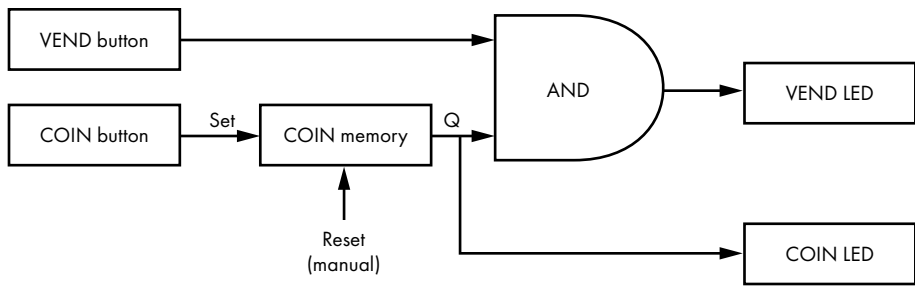 VEND button
AND
VEND LED
COIN button
Set
COIN memory
Q
Reset
(manual)
COIN LED